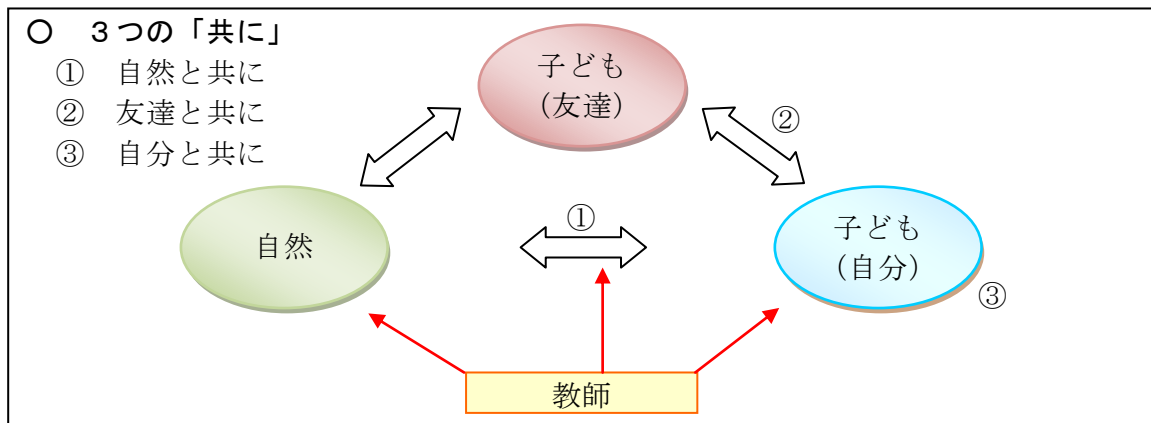 ○　３つの「共に」
①　自然と共に
②　友達と共に
③　自分と共に
子ども
（友達）
②
①
自然
子ども
（自分）
③
教師